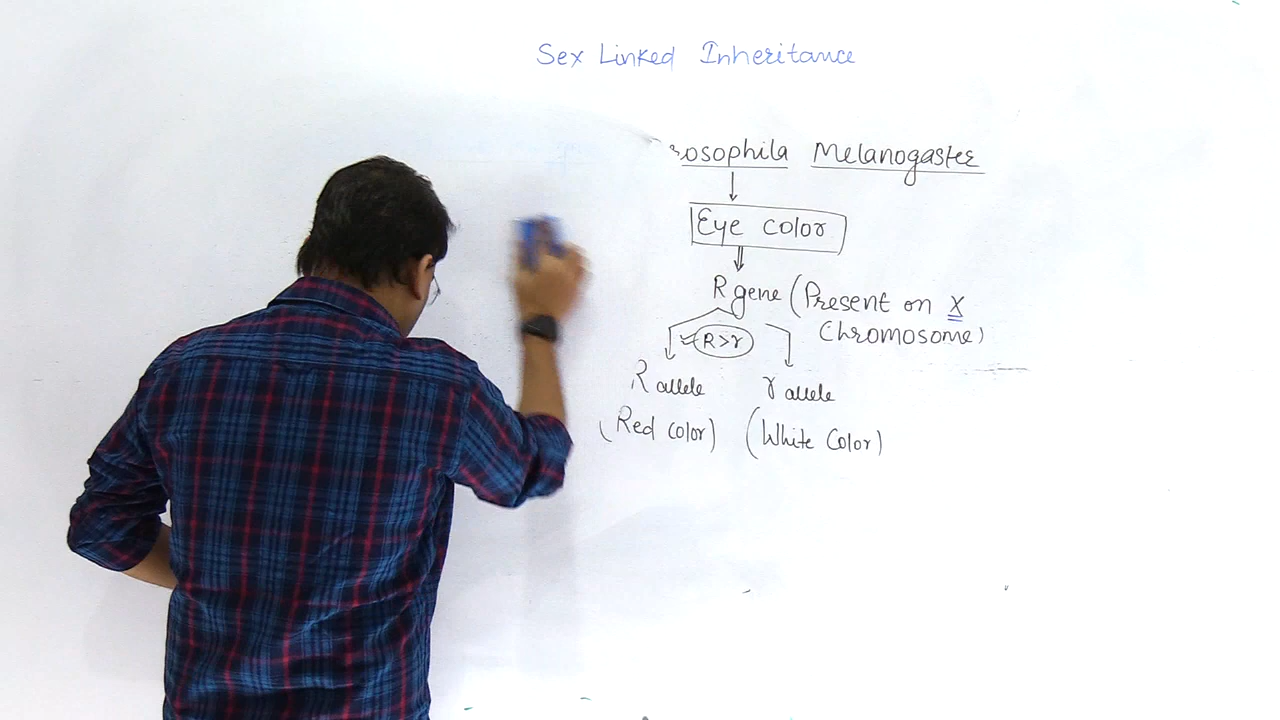 Sex Linked Inheritance
rosophila Melanogaster
Eye color
R gene (Present on X
Chromosome)
R>r
R allele r allele
(Red color) (White Color)